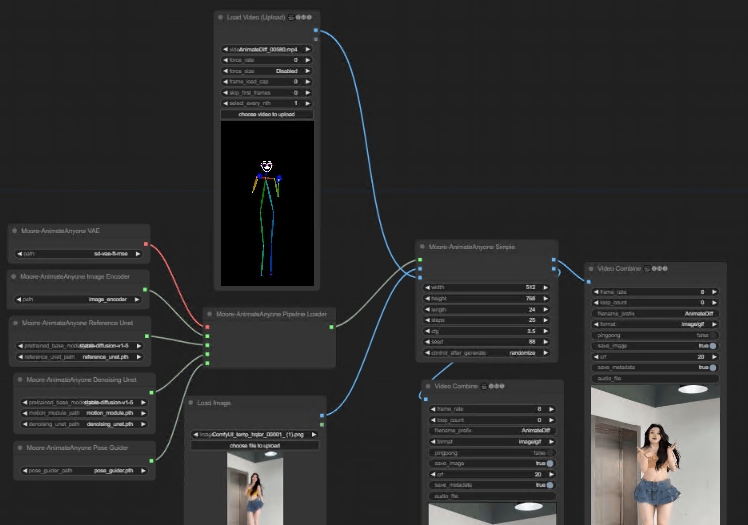 Load Video (Upload)
video AnimateDiff_00580.mp4
force_rate 0
force_size Disabled
frame_load_cap 0
skip_first_frames 0
select_every_nth 1
choose video to upload
Moore-AnimateAnyone VAE
path sd-vae-ft-mse
Moore-AnimateAnyone Image Encoder
path image_encoder
Moore-AnimateAnyone Reference Unet
stable-diffusion-v1-5
reference_unet_path reference_unet.pth
Moore-AnimateAnyone Denoising Unet
stable-diffusion-v1-5
motion_module_path motion_module.pth
denoising_unet_path denoising_unet.pth
Moore-AnimateAnyone Pose Guider
pose_guider_path pose_guider.pth
Moore-AnimateAnyone Pipeline Loader
Load Image
choose file to upload
Moore-AnimateAnyone Simple
width 512
height 768
length 24
steps 25
cfg 3.5
seed 88
control_after_generate randomize
Video Combine
frame_rate 8
loop_count 0
filename_prefix AnimateDiff
format image/gif
pingpong false
save_image true
crf 20
save_metadata true
audio_file
Video Combine
frame_rate 8
loop_count 0
filename_prefix AnimateDiff
format image/gif
pingpong false
save_image true
crf 20
save_metadata true
audio_file